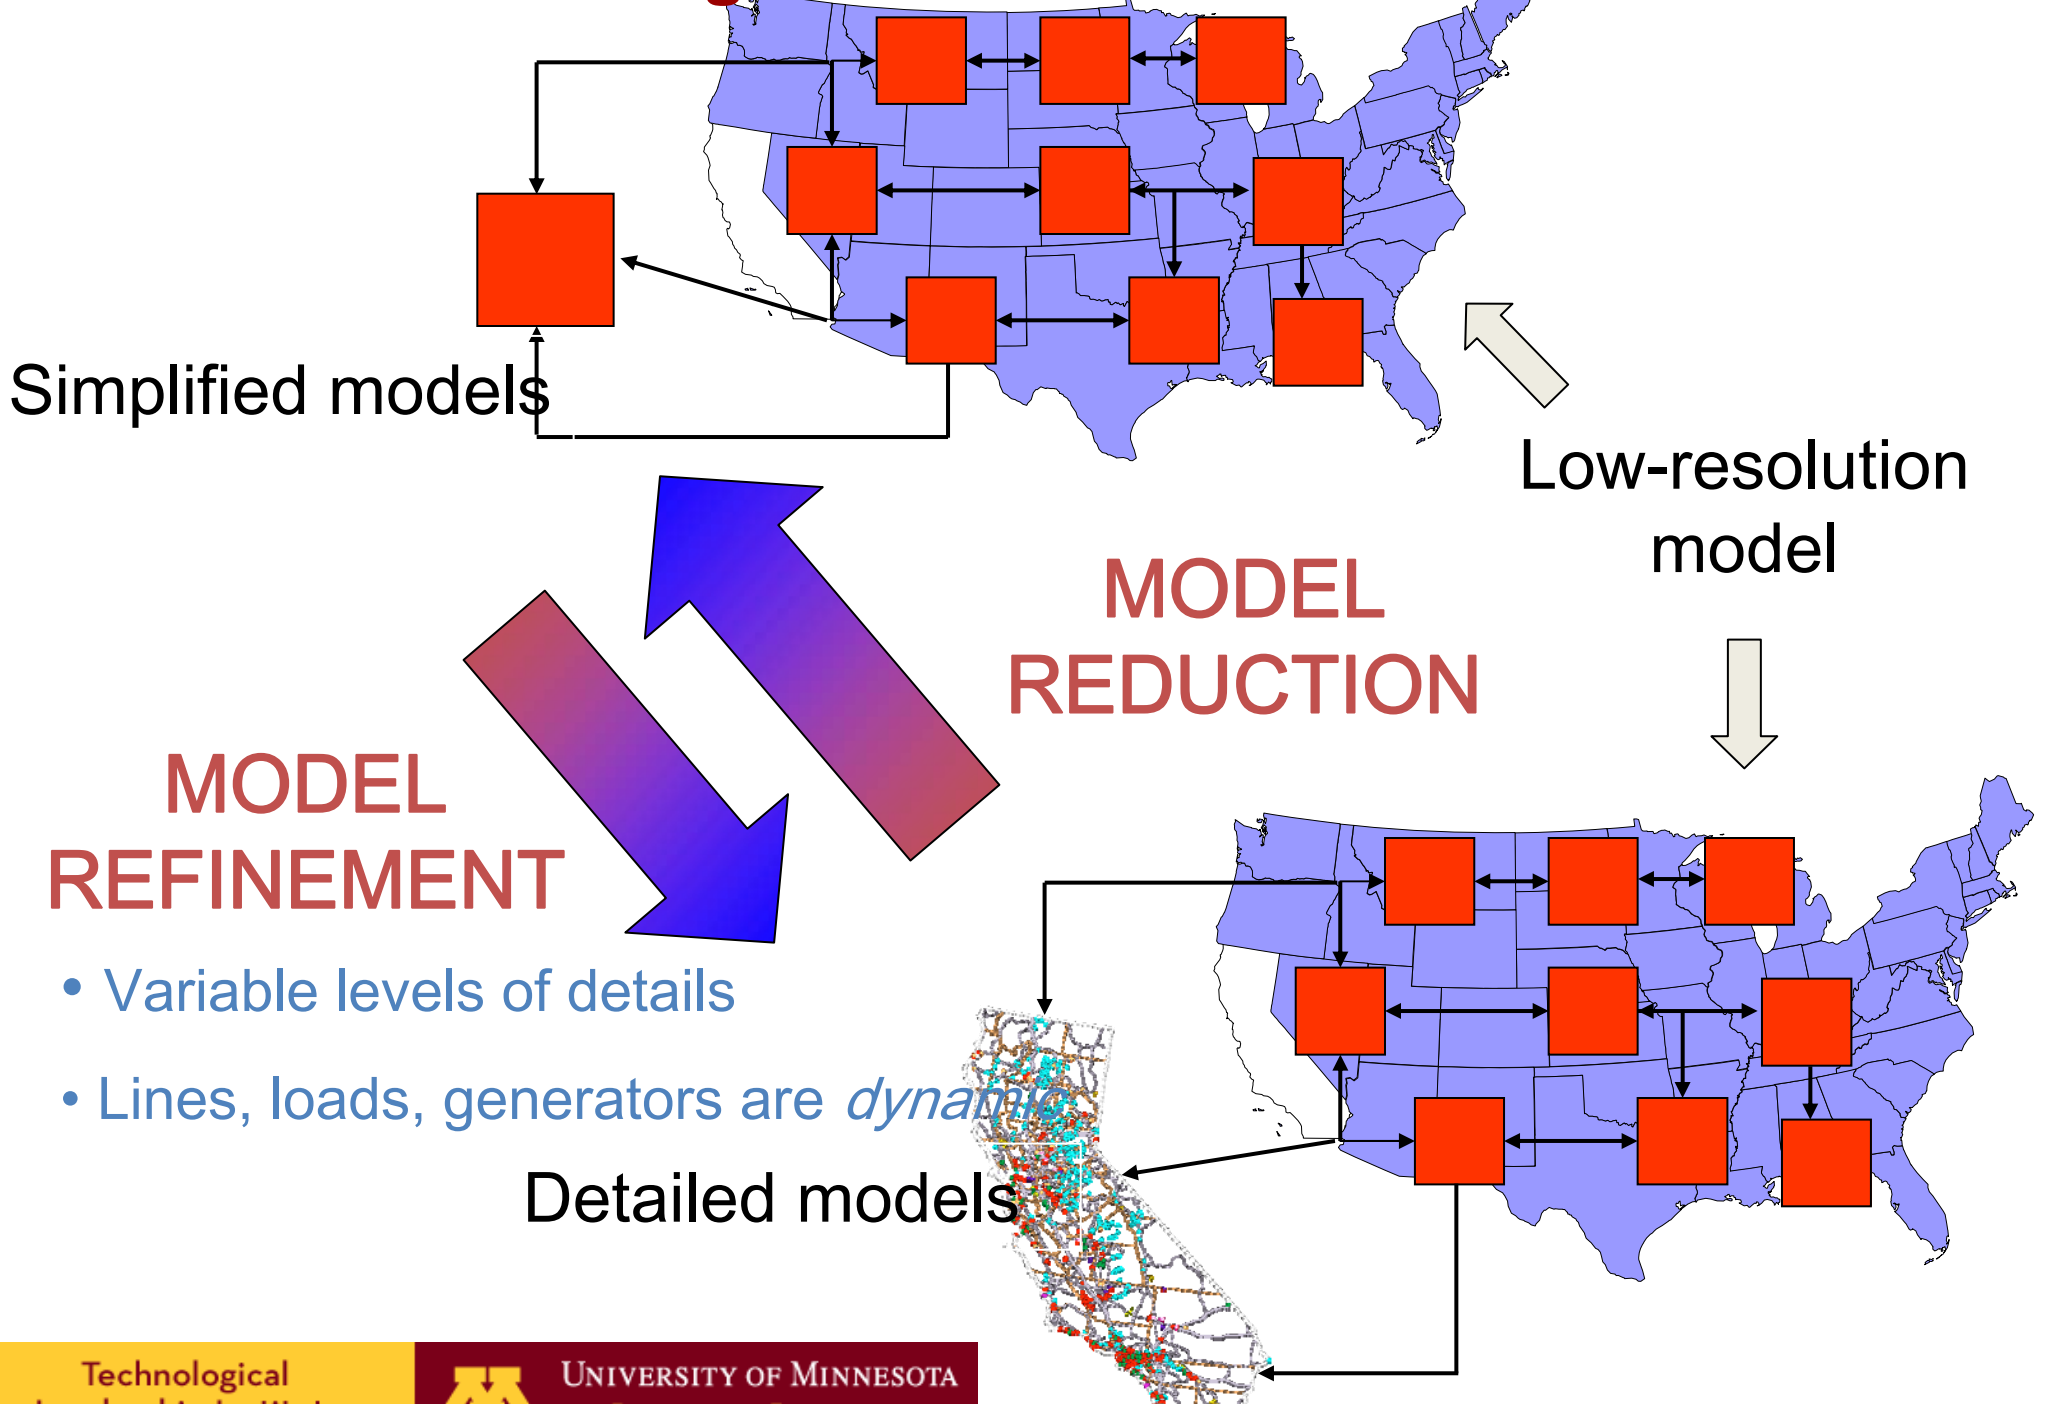 Simplified models
Low-resolution
model
MODEL
REDUCTION
MODEL
REFINEMENT
• Variable levels of details
• Lines, loads, generators are dynamic
Detailed models
Technological
UNIVERSITY OF MINNESOTA